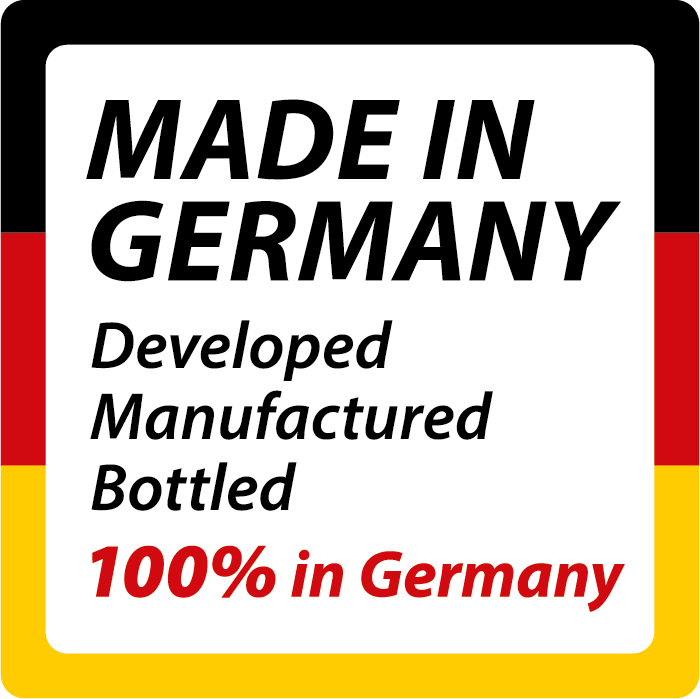 MADE IN
GERMANY
Developed
Manufactured
Bottled
100% in Germany